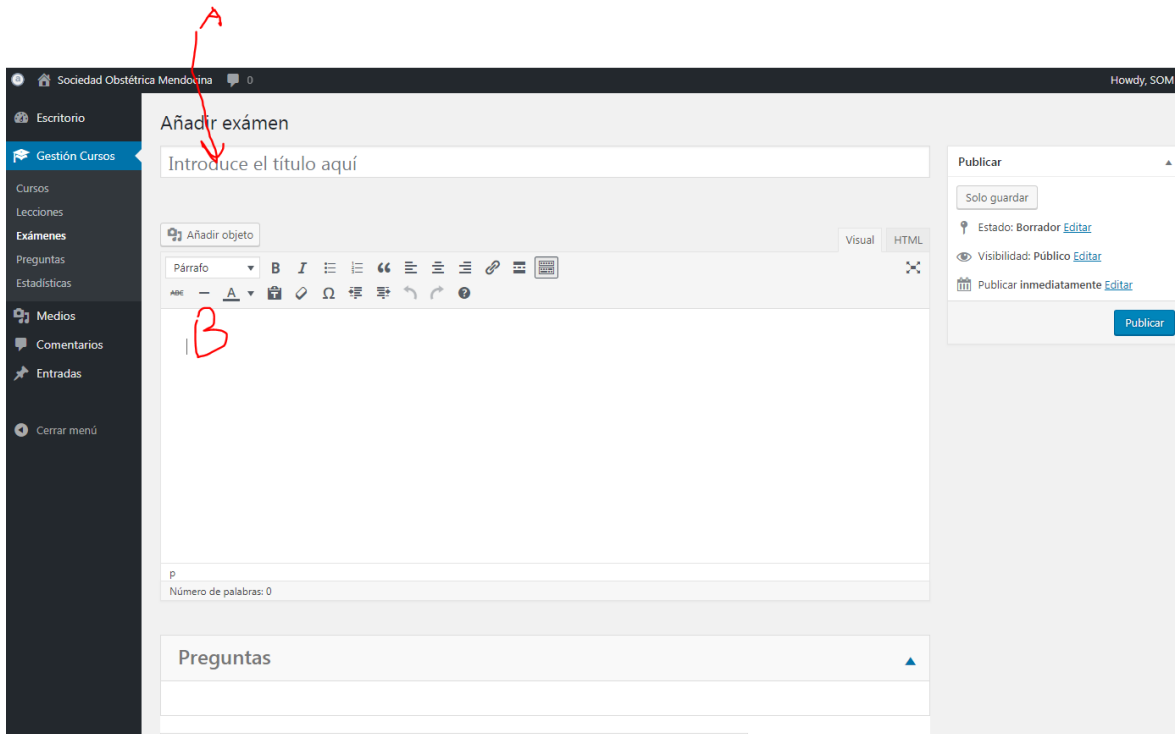 A
Sociedad Obstétrica Mendocina 0 Howdy, SOM
Escritorio
Gestión Cursos
Cursos
Lecciones
Exámenes
Preguntas
Estadísticas
Medios
Comentarios
Entradas
Cerrar menú
Añadir exámen
Introduce el título aquí
Añadir objeto
Visual HTML
Párrafo B I
ABC A Ω
B
p
Número de palabras: 0
Preguntas
Publicar
Solo guardar
Estado: Borrador Editar
Visibilidad: Público Editar
Publicar inmediatamente Editar
Publicar